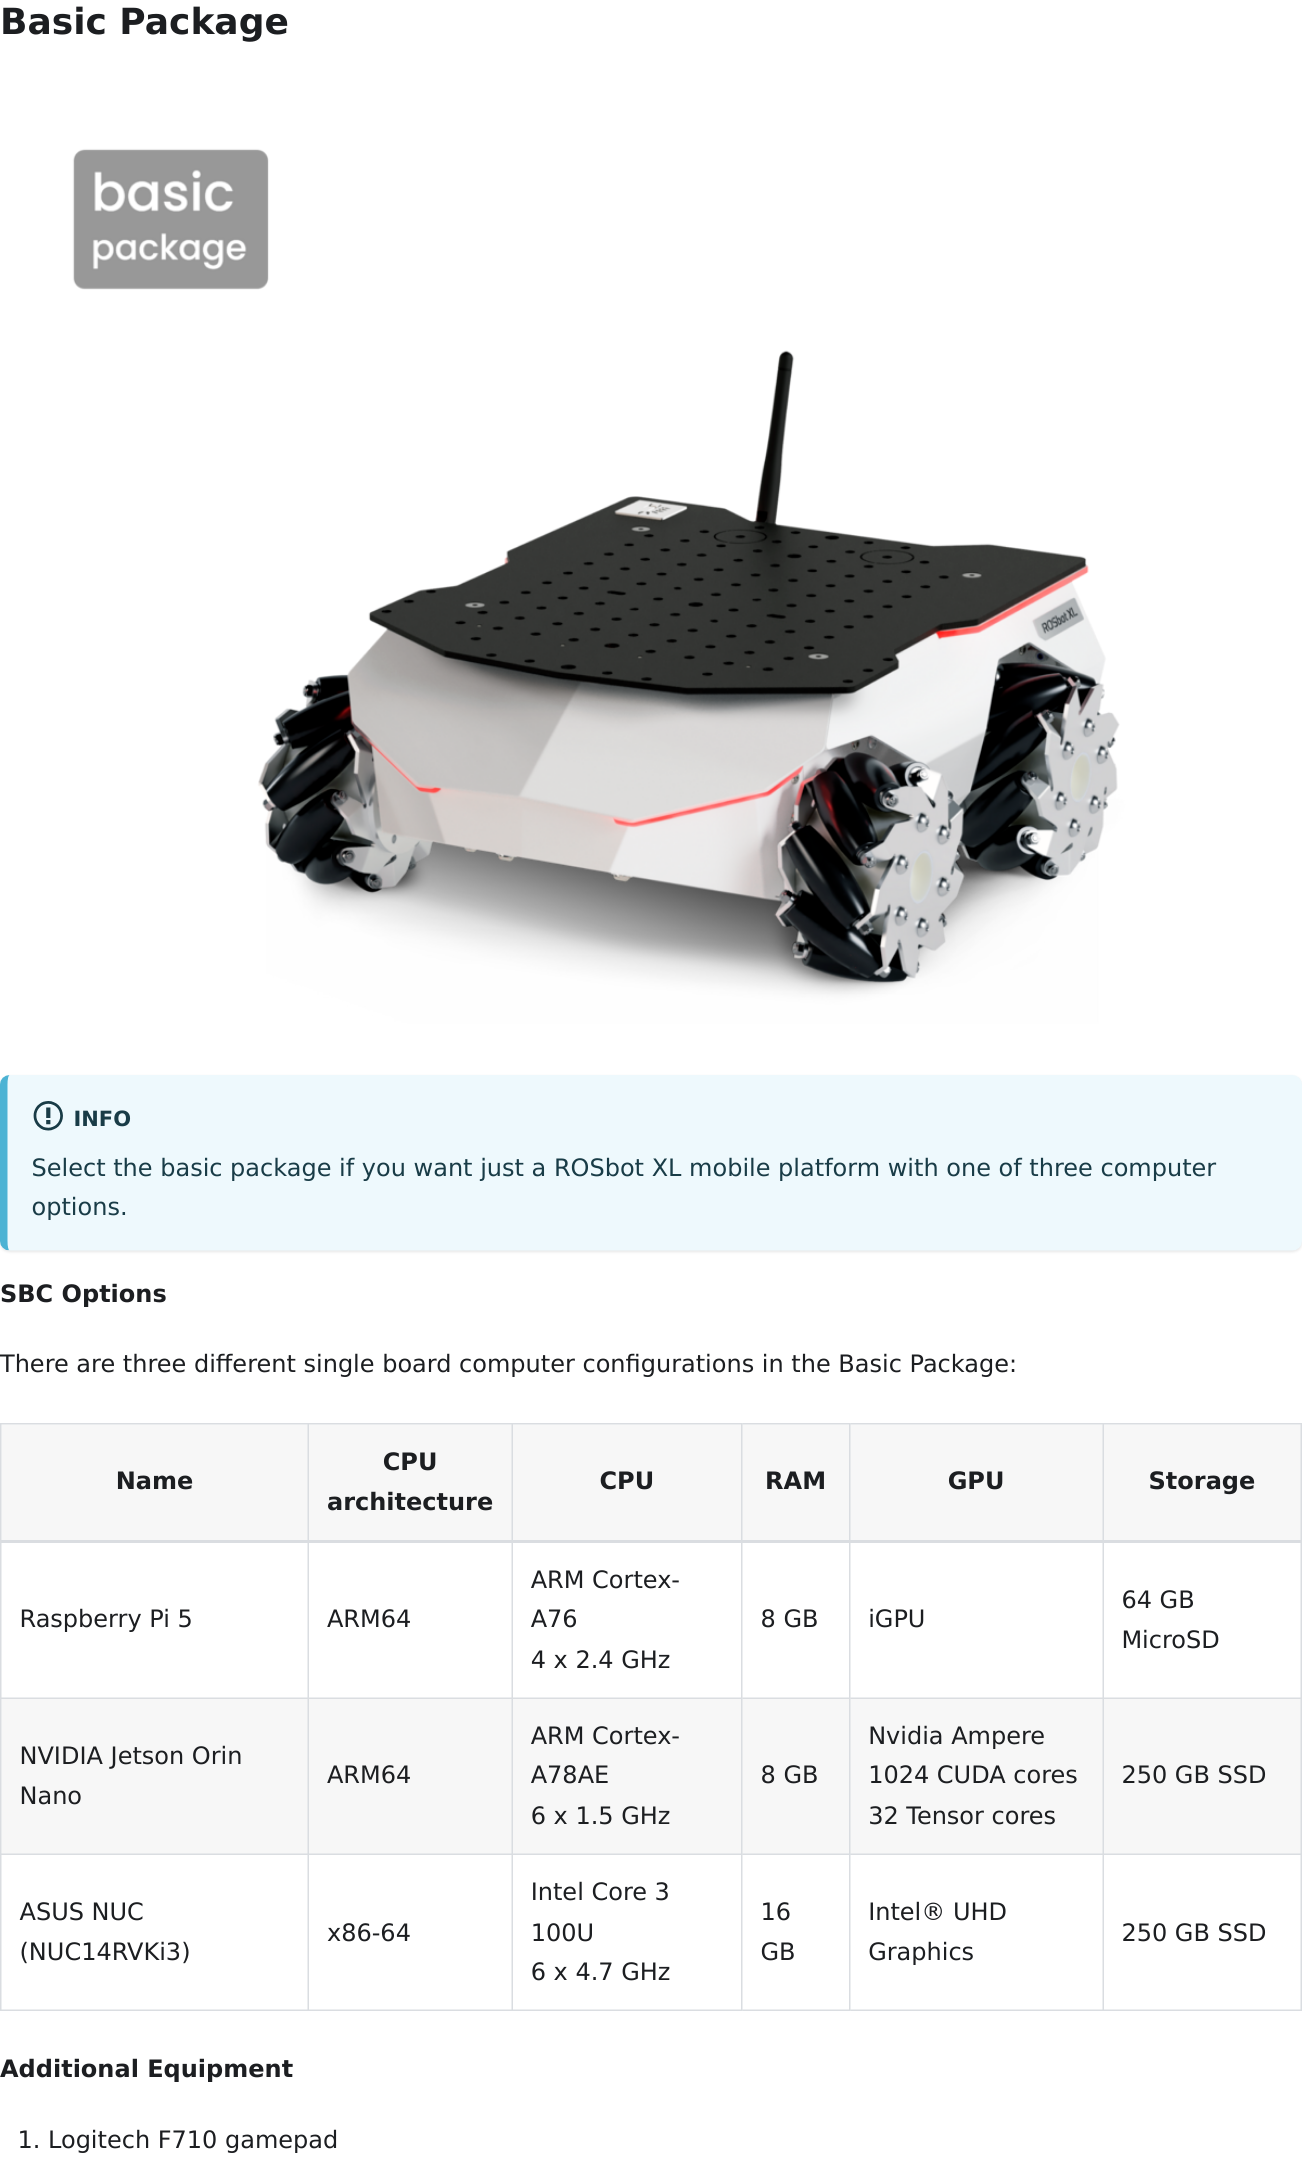 Basic Package
basic
package
ROSbot XL
INFO
Select the basic package if you want just a ROSbot XL mobile platform with one of three computer
options.
SBC Options
There are three different single board computer configurations in the Basic Package:
Name
CPU
architecture
CPU
RAM
GPU
Storage
Raspberry Pi 5
ARM64
ARM Cortex-
A76
4 x 2.4 GHz
8 GB
iGPU
64 GB
MicroSD
NVIDIA Jetson Orin
Nano
ARM64
ARM Cortex-
A78AE
6 x 1.5 GHz
8 GB
Nvidia Ampere
1024 CUDA cores
32 Tensor cores
250 GB SSD
ASUS NUC
(NUC14RVKi3)
x86-64
Intel Core 3
100U
6 x 4.7 GHz
16
GB
Intel® UHD
Graphics
250 GB SSD
Additional Equipment
1. Logitech F710 gamepad